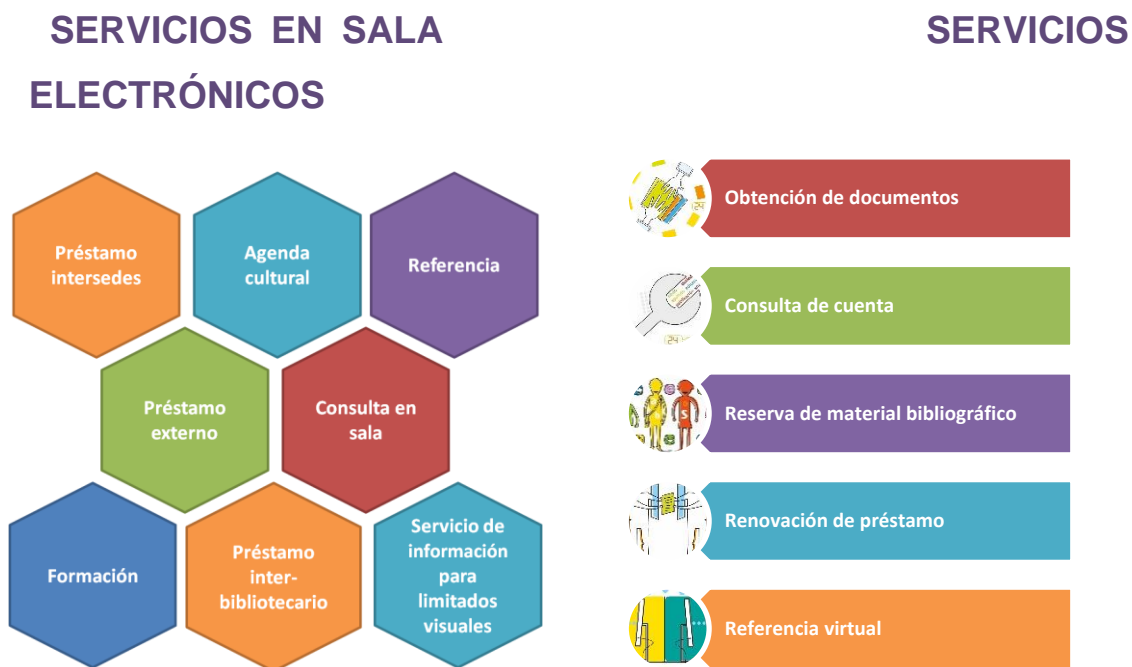 SERVICIOS EN SALA SERVICIOS
ELECTRÓNICOS
Préstamo
intersedes
Agenda
cultural
Referencia
Préstamo
externo
Consulta en
sala
Formación
Préstamo
inter-
bibliotecario
Servicio de
información
para
limitados
visuales
Obtención de documentos
Consulta de cuenta
Reserva de material bibliográfico
Renovación de préstamo
Referencia virtual